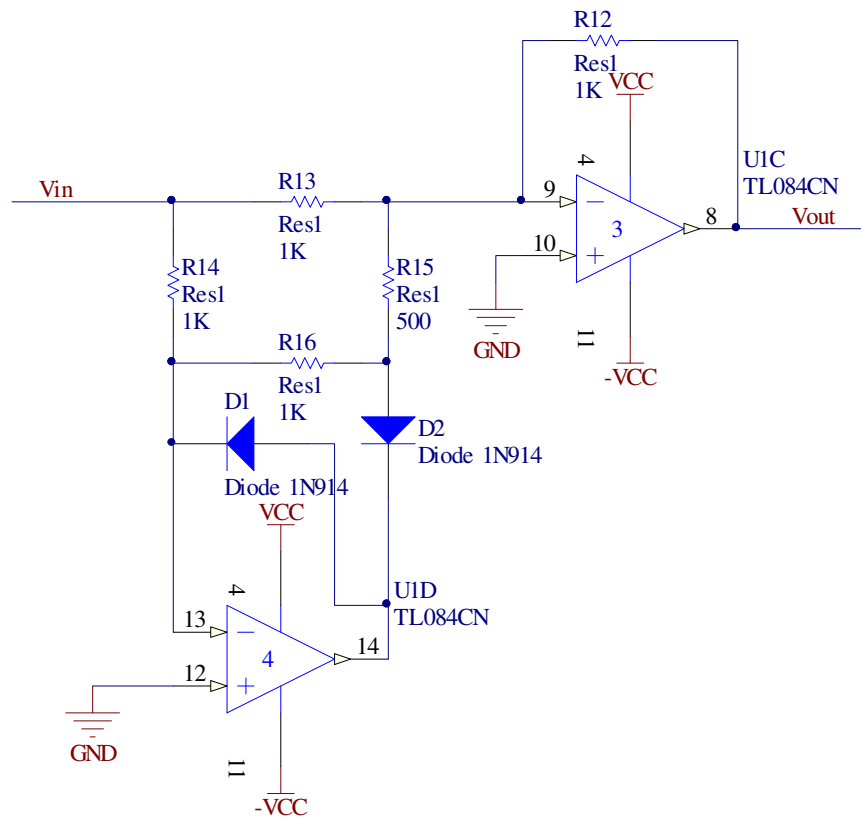 R12
Res1
1K
VCC
4
U1C
TL084CN
Vin
R13
Res1
1K
9
3
8
Vout
10
R14
Res1
1K
R15
Res1
500
GND
11
-VCC
R16
Res1
1K
D1
Diode 1N914
D2
Diode 1N914
VCC
4
U1D
TL084CN
13
4
14
12
GND
11
-VCC